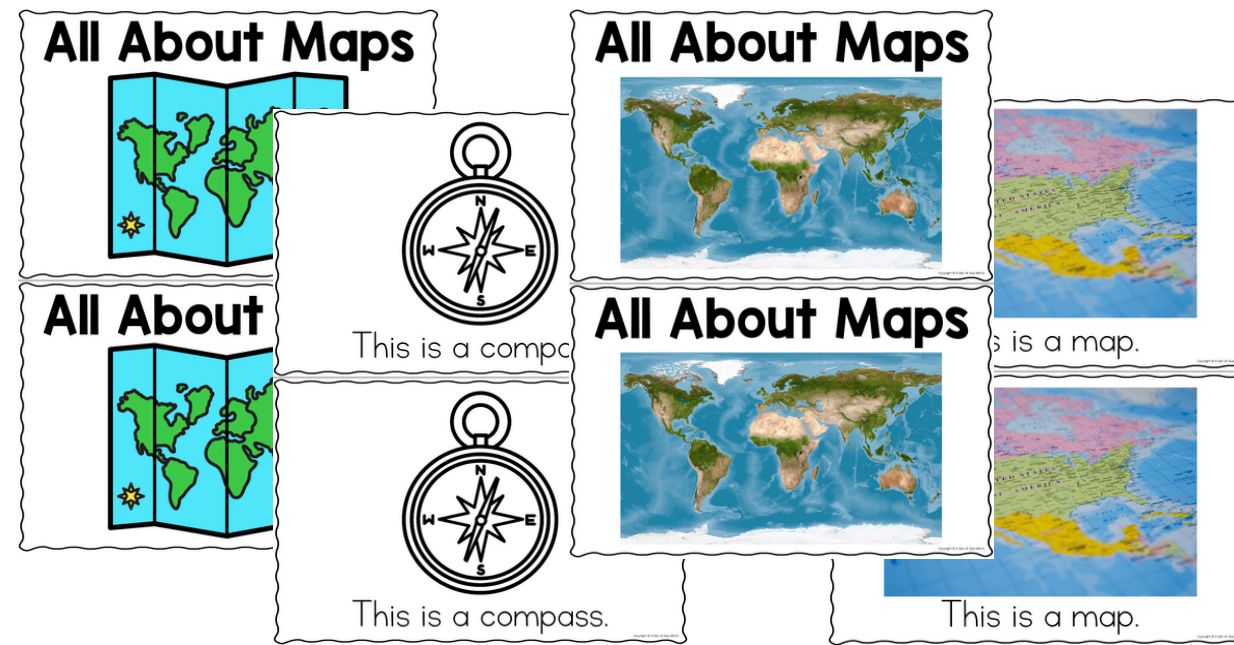 All About Maps
All About Maps
N
W E
S
This is a compa
s is a map.
All About
All About Maps
N
W E
S
This is a compass.
This is a map.